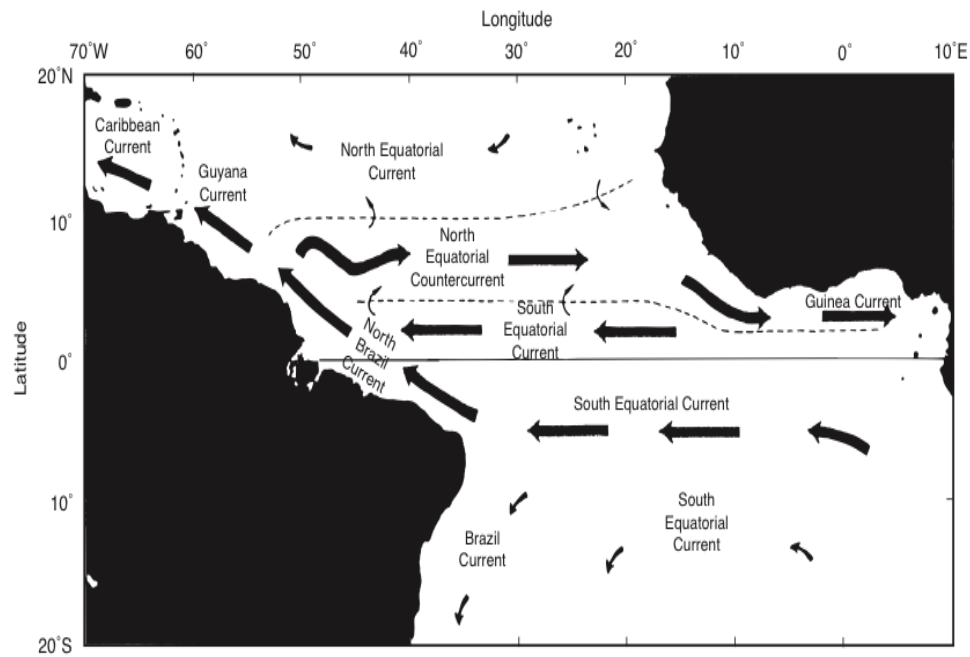 Longitude
70°W 60° 50° 40° 30° 20° 10° 0° 10°E
20°N
Caribbean
Current
Guyana
Current
North Equatorial
Current
10°
North
Equatorial
Countercurrent
Guinea Current
South
Equatorial
Current
North
Brazil
Current
Latitude
0°
South Equatorial Current
10°
South
Equatorial
Current
Brazil
Current
20°S